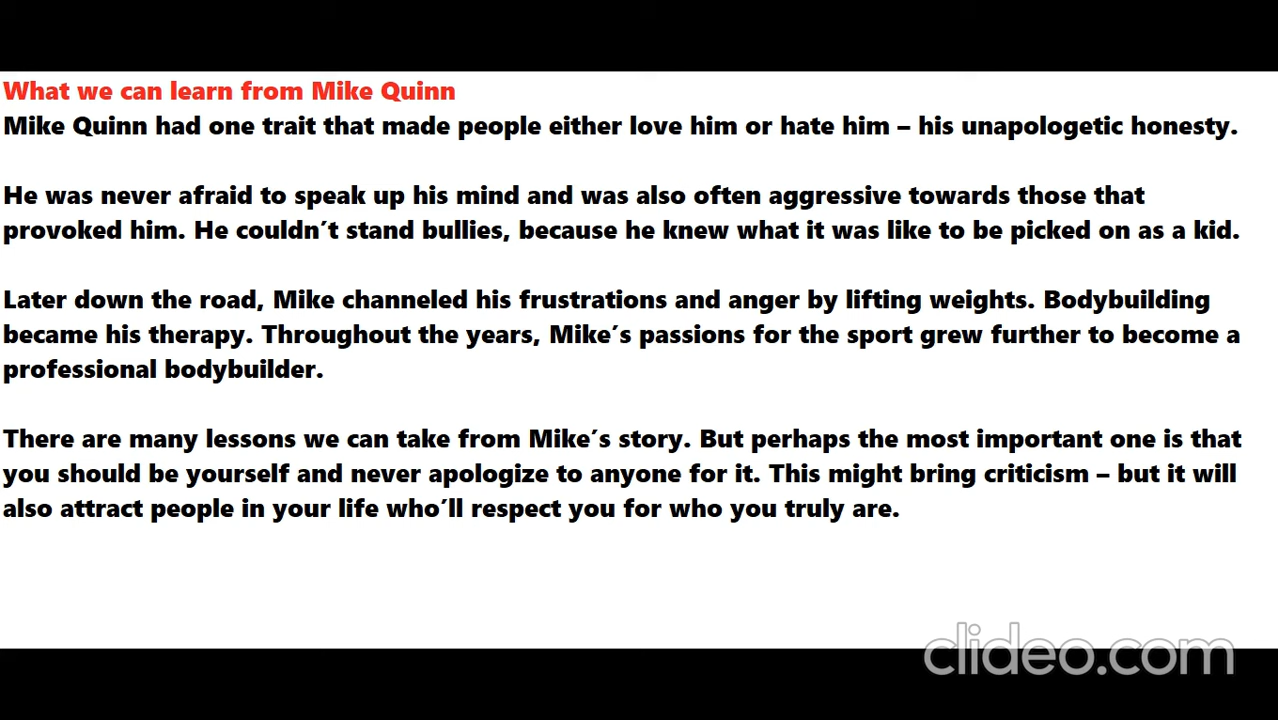 What we can learn from Mike Quinn
Mike Quinn had one trait that made people either love him or hate him – his unapologetic honesty.
He was never afraid to speak up his mind and was also often aggressive towards those that
provoked him. He couldn´t stand bullies, because he knew what it was like to be picked on as a kid.
Later down the road, Mike channeled his frustrations and anger by lifting weights. Bodybuilding
became his therapy. Throughout the years, Mike´s passions for the sport grew further to become a
professional bodybuilder.
There are many lessons we can take from Mike´s story. But perhaps the most important one is that
you should be yourself and never apologize to anyone for it. This might bring criticism – but it will
also attract people in your life who´ll respect you for who you truly are.
clideo.com